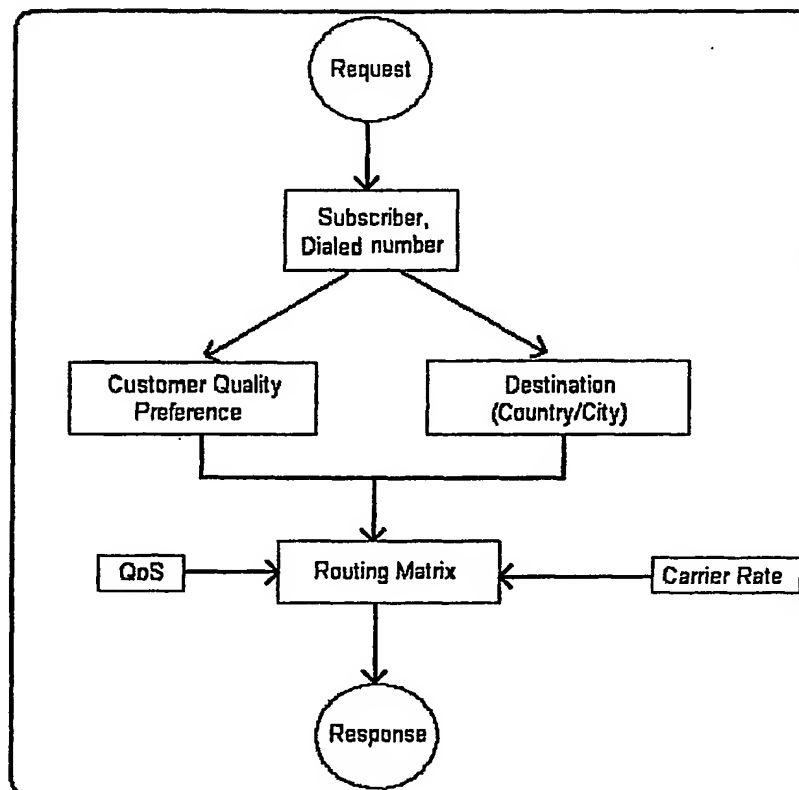 Request
Subscriber,
Dialed number
Customer Quality
Preference
Destination
(Country/City)
QoS
Routing Matrix
Carrier Rate
Response